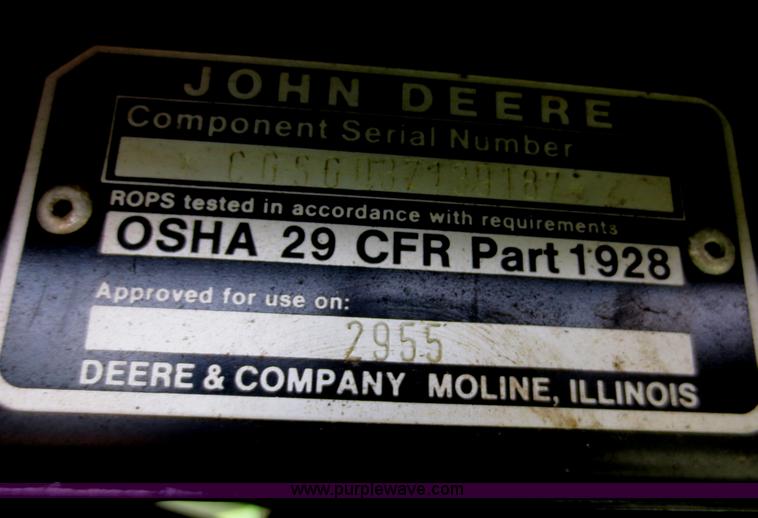 JOHN DEERE
Component Serial Number
ROPS tested in accordance with requirements
OSHA 29 CFR Part 1928
Approved for use on:
2955
DEERE & COMPANY MOLINE, ILLINOIS
www.purplewave.com